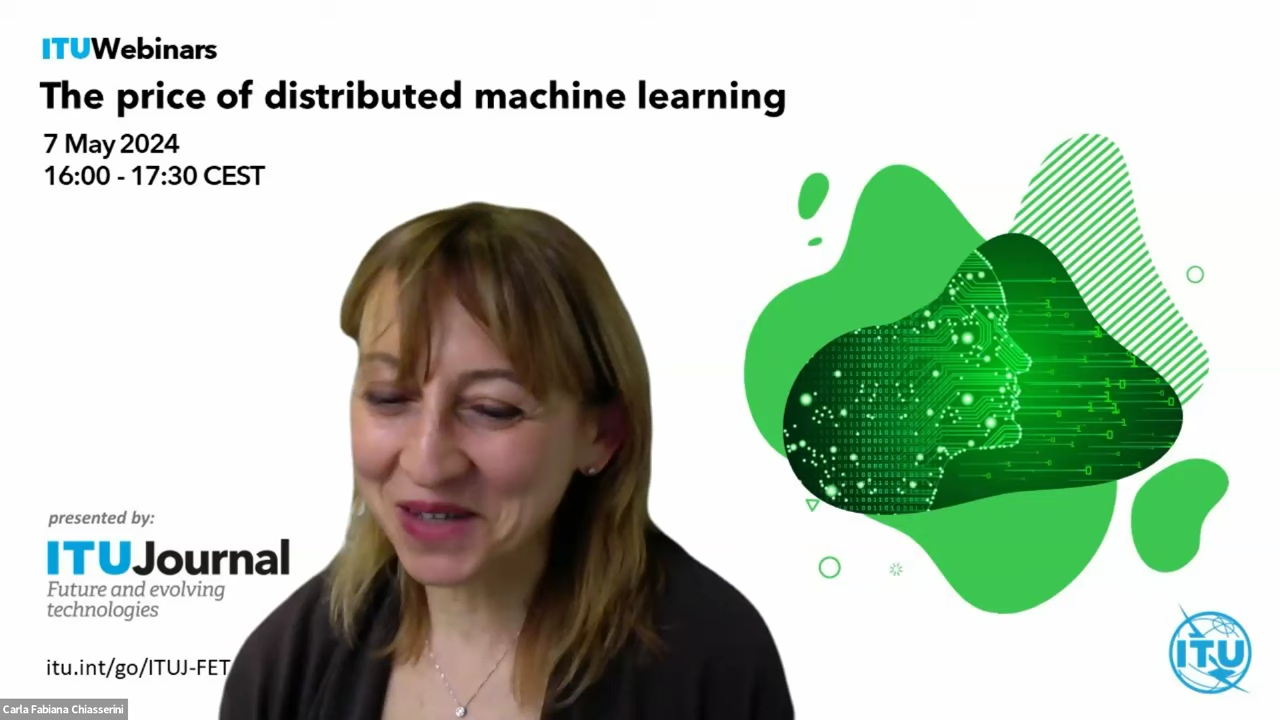 ITUWebinars
The price of distributed machine learning
7 May 2024
16:00 - 17:30 CEST
presented by:
ITUJournal
Future and evolving
technologies
itu.int/go/ITUJ-FET
Carla Fabiana Chiasserini
ITU